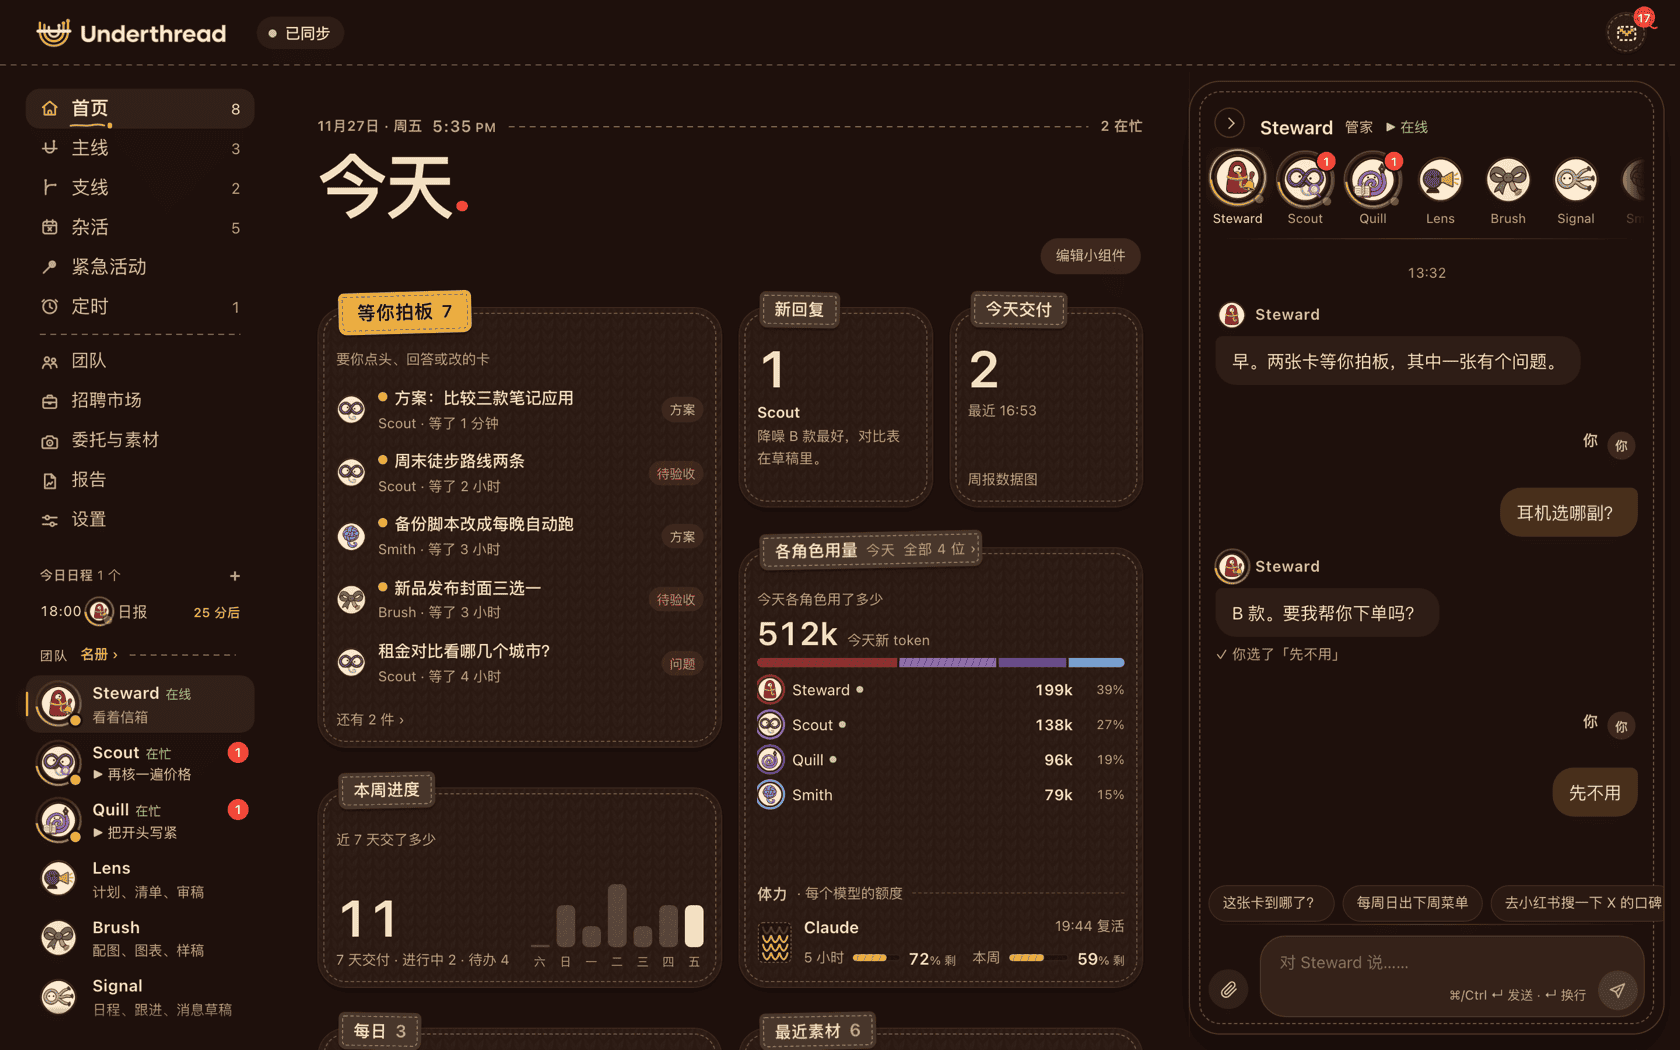 Underthread
已同步
17
首页 8
主线 3
支线 2
杂活 5
紧急活动
定时 1
团队
招聘市场
委托与素材
报告
设置
今日日程 1 个 +
18:00 日报 25 分后
团队 名册 ›
Steward 在线
看着信箱
Scout 在忙 1
再核一遍价格
Quill 在忙 1
把开头写紧
Lens
计划、清单、审稿
Brush
配图、图表、样稿
Signal
日程、跟进、消息草稿
11月27日 · 周五 5:35 PM
2 在忙
今天.
编辑小组件
等你拍板 7
要你点头、回答或改的卡
方案：比较三款笔记应用
Scout · 等了 1 分钟
方案
周末徒步路线两条
Scout · 等了 2 小时
待验收
备份脚本改成每晚自动跑
Smith · 等了 3 小时
方案
新品发布封面三选一
Brush · 等了 3 小时
待验收
租金对比看哪几个城市?
Scout · 等了 4 小时
问题
还有 2 件 ›
新回复
1
Scout
降噪 B 款最好，对比表
在草稿里。
今天交付
2
最近 16:53
周报数据图
各角色用量 今天 全部 4 位 ›
今天各角色用了多少
512k 今天新 token
Steward 199k 39%
Scout 138k 27%
Quill 96k 19%
Smith 79k 15%
体力 · 每个模型的额度
Claude 19:44 复活
5 小时 72% 剩 本周 59% 剩
本周进度
近 7 天交了多少
11
7 天交付 · 进行中 2 · 待办 4
六 日 一 二 三 四 五
每日 3
最近素材 6
Steward 管家 在线
1 1
Steward Scout Quill Lens Brush Signal Sm
13:32
Steward
早。两张卡等你拍板，其中一张有个问题。
你 你
耳机选哪副?
Steward
B 款。要我帮你下单吗?
✓ 你选了「先不用」
你 你
先不用
这张卡到哪了? 每周日出下周菜单 去小红书搜一下 X 的口碑
对 Steward 说……
⌘/Ctrl ↵ 发送 · ↵ 换行